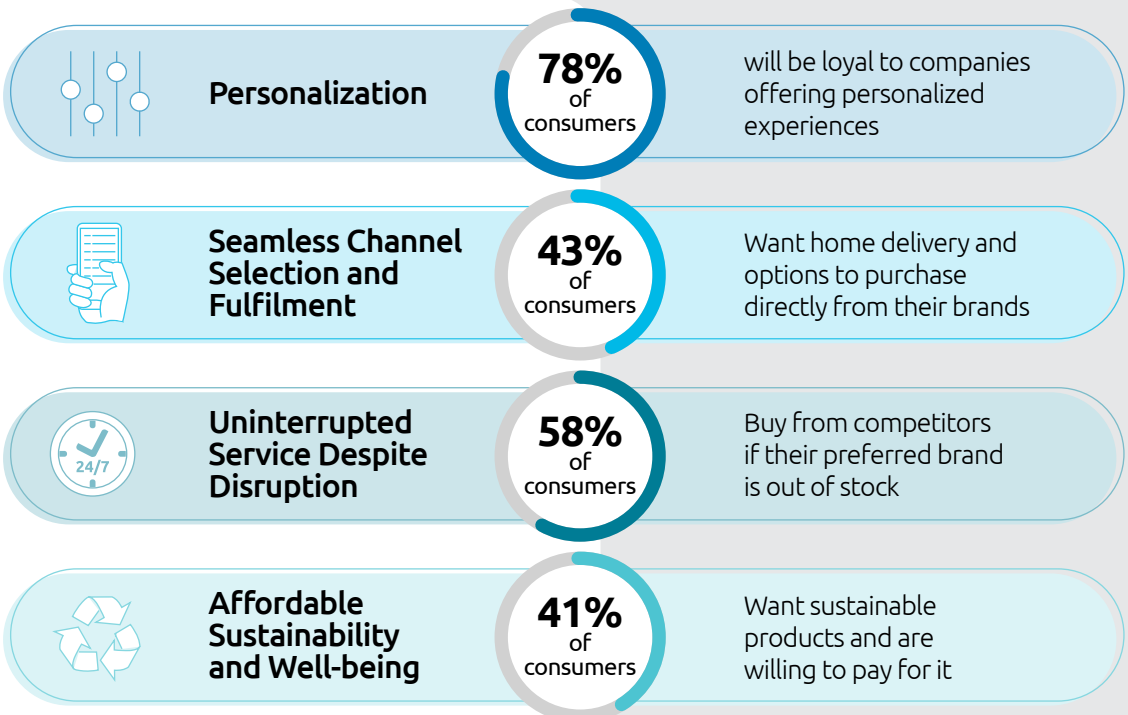 Personalization
78%
of
consumers
will be loyal to companies
offering personalized
experiences
Seamless Channel
Selection and
Fulfilment
43%
of
consumers
Want home delivery and
options to purchase
directly from their brands
24/7
Uninterrupted
Service Despite
Disruption
58%
of
consumers
Buy from competitors
if their preferred brand
is out of stock
Affordable
Sustainability
and Well-being
41%
of
consumers
Want sustainable
products and are
willing to pay for it